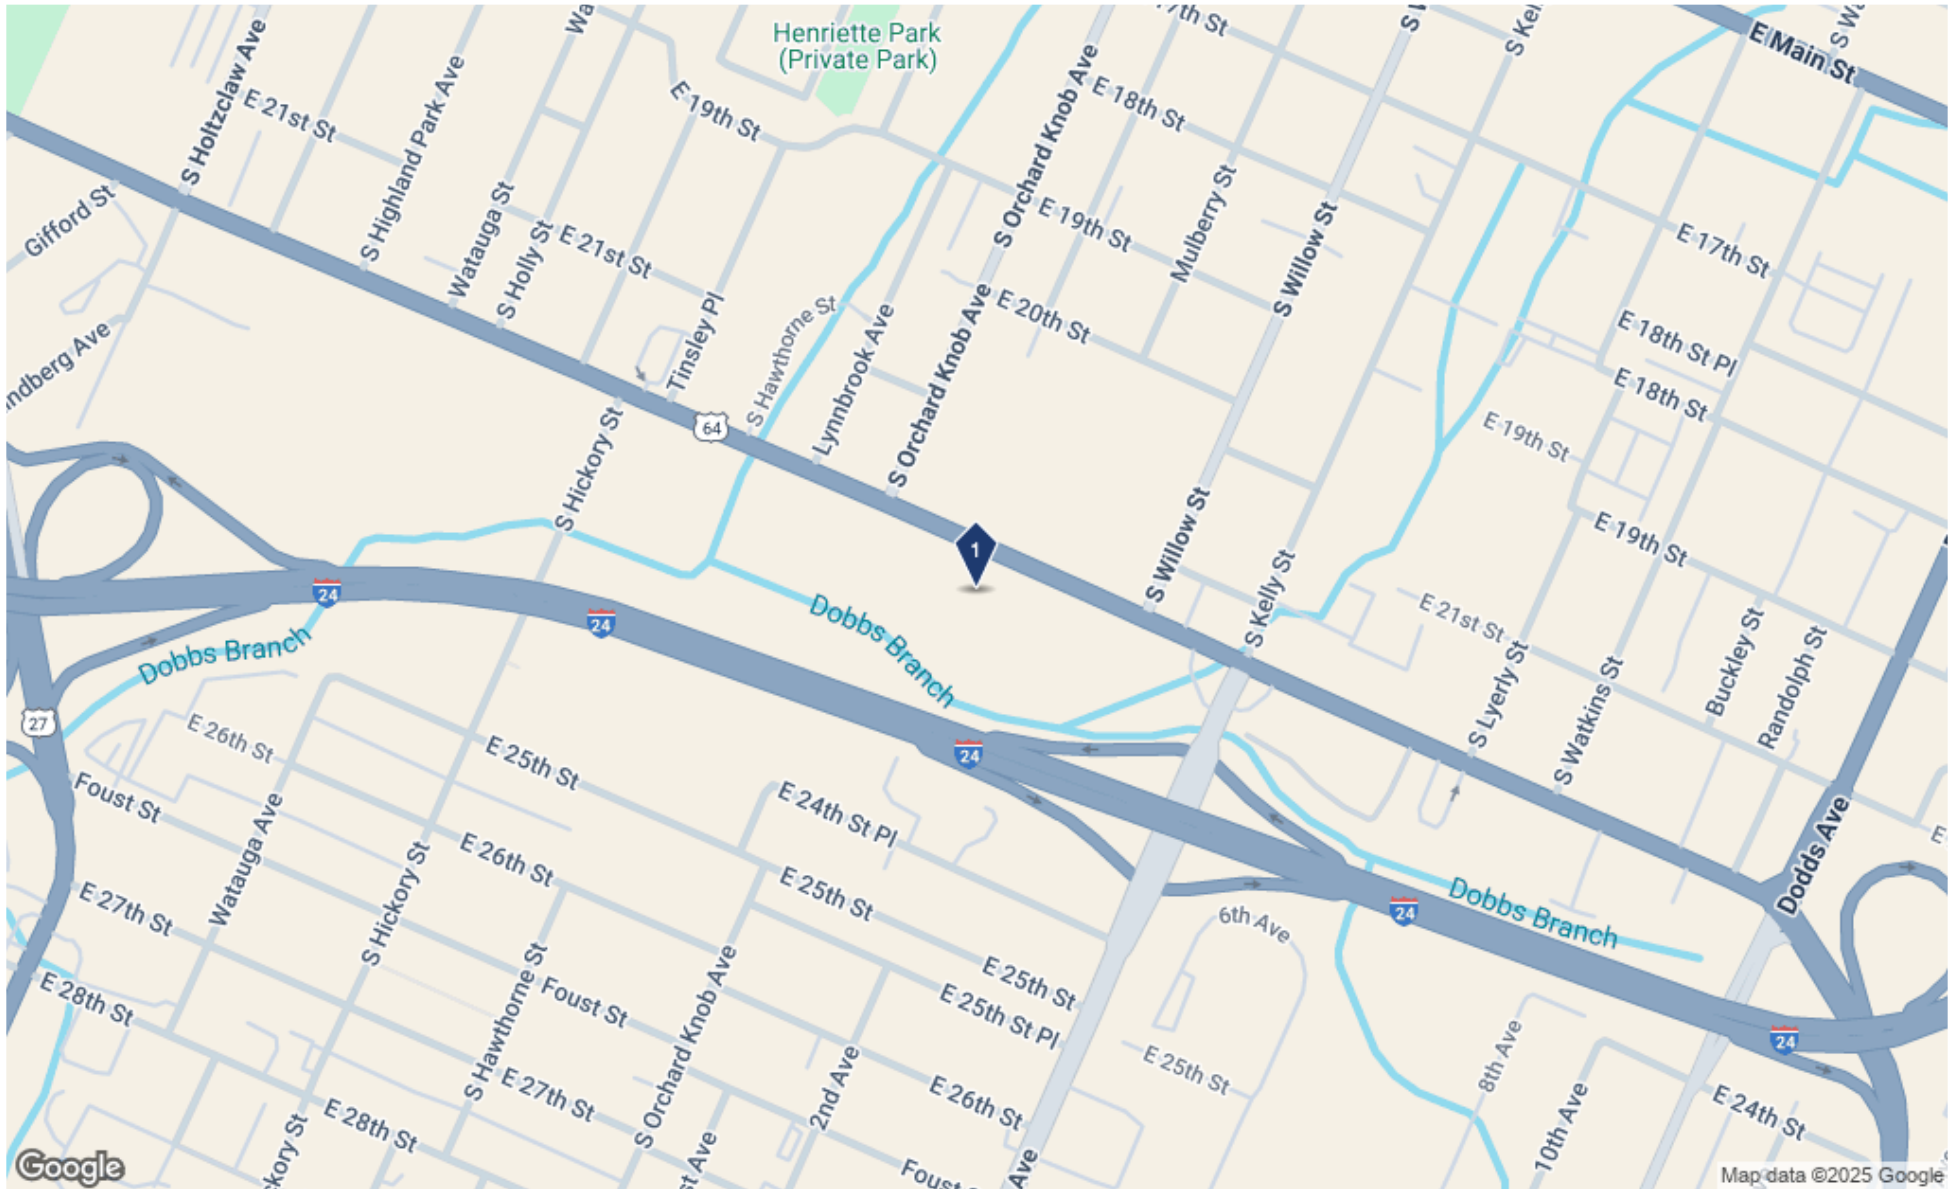 Henriette Park
(Private Park)
E Main St
S Holtzclaw Ave
E 21st St
S Highland Park Ave
E 19th St
E 18th St
S Orchard Knob Ave
Gifford St
Watauga St
S Holly St
E 21st St
E 19th St
Mulberry St
S Willow St
E 17th St
Tinsley Pl
S Hawthorne St
Lynnbrook Ave
S Orchard Knob Ave
E 20th St
E 18th St Pl
E 18th St
64
S Hickory St
E 19th St
E 19th St
1
S Willow St
S Kelly St
24
24
Dobbs Branch
Dobbs Branch
E 21st St
S Lyerly St
S Watkins St
Buckley St
Randolph St
27
E 26th St
E 25th St
24
Foust St
Watauga Ave
E 24th St Pl
Dodds Ave
S Hickory St
E 26th St
E 25th St
24
Dobbs Branch
6th Ave
E 27th St
E 25th St
E 25th St Pl
E 28th St
S Hawthorne St
Foust St
S Orchard Knob Ave
2nd Ave
E 25th St
8th Ave
10th Ave
24
E 24th St
E 28th St
E 27th St
E 26th St
Google
Map data ©2025 Google